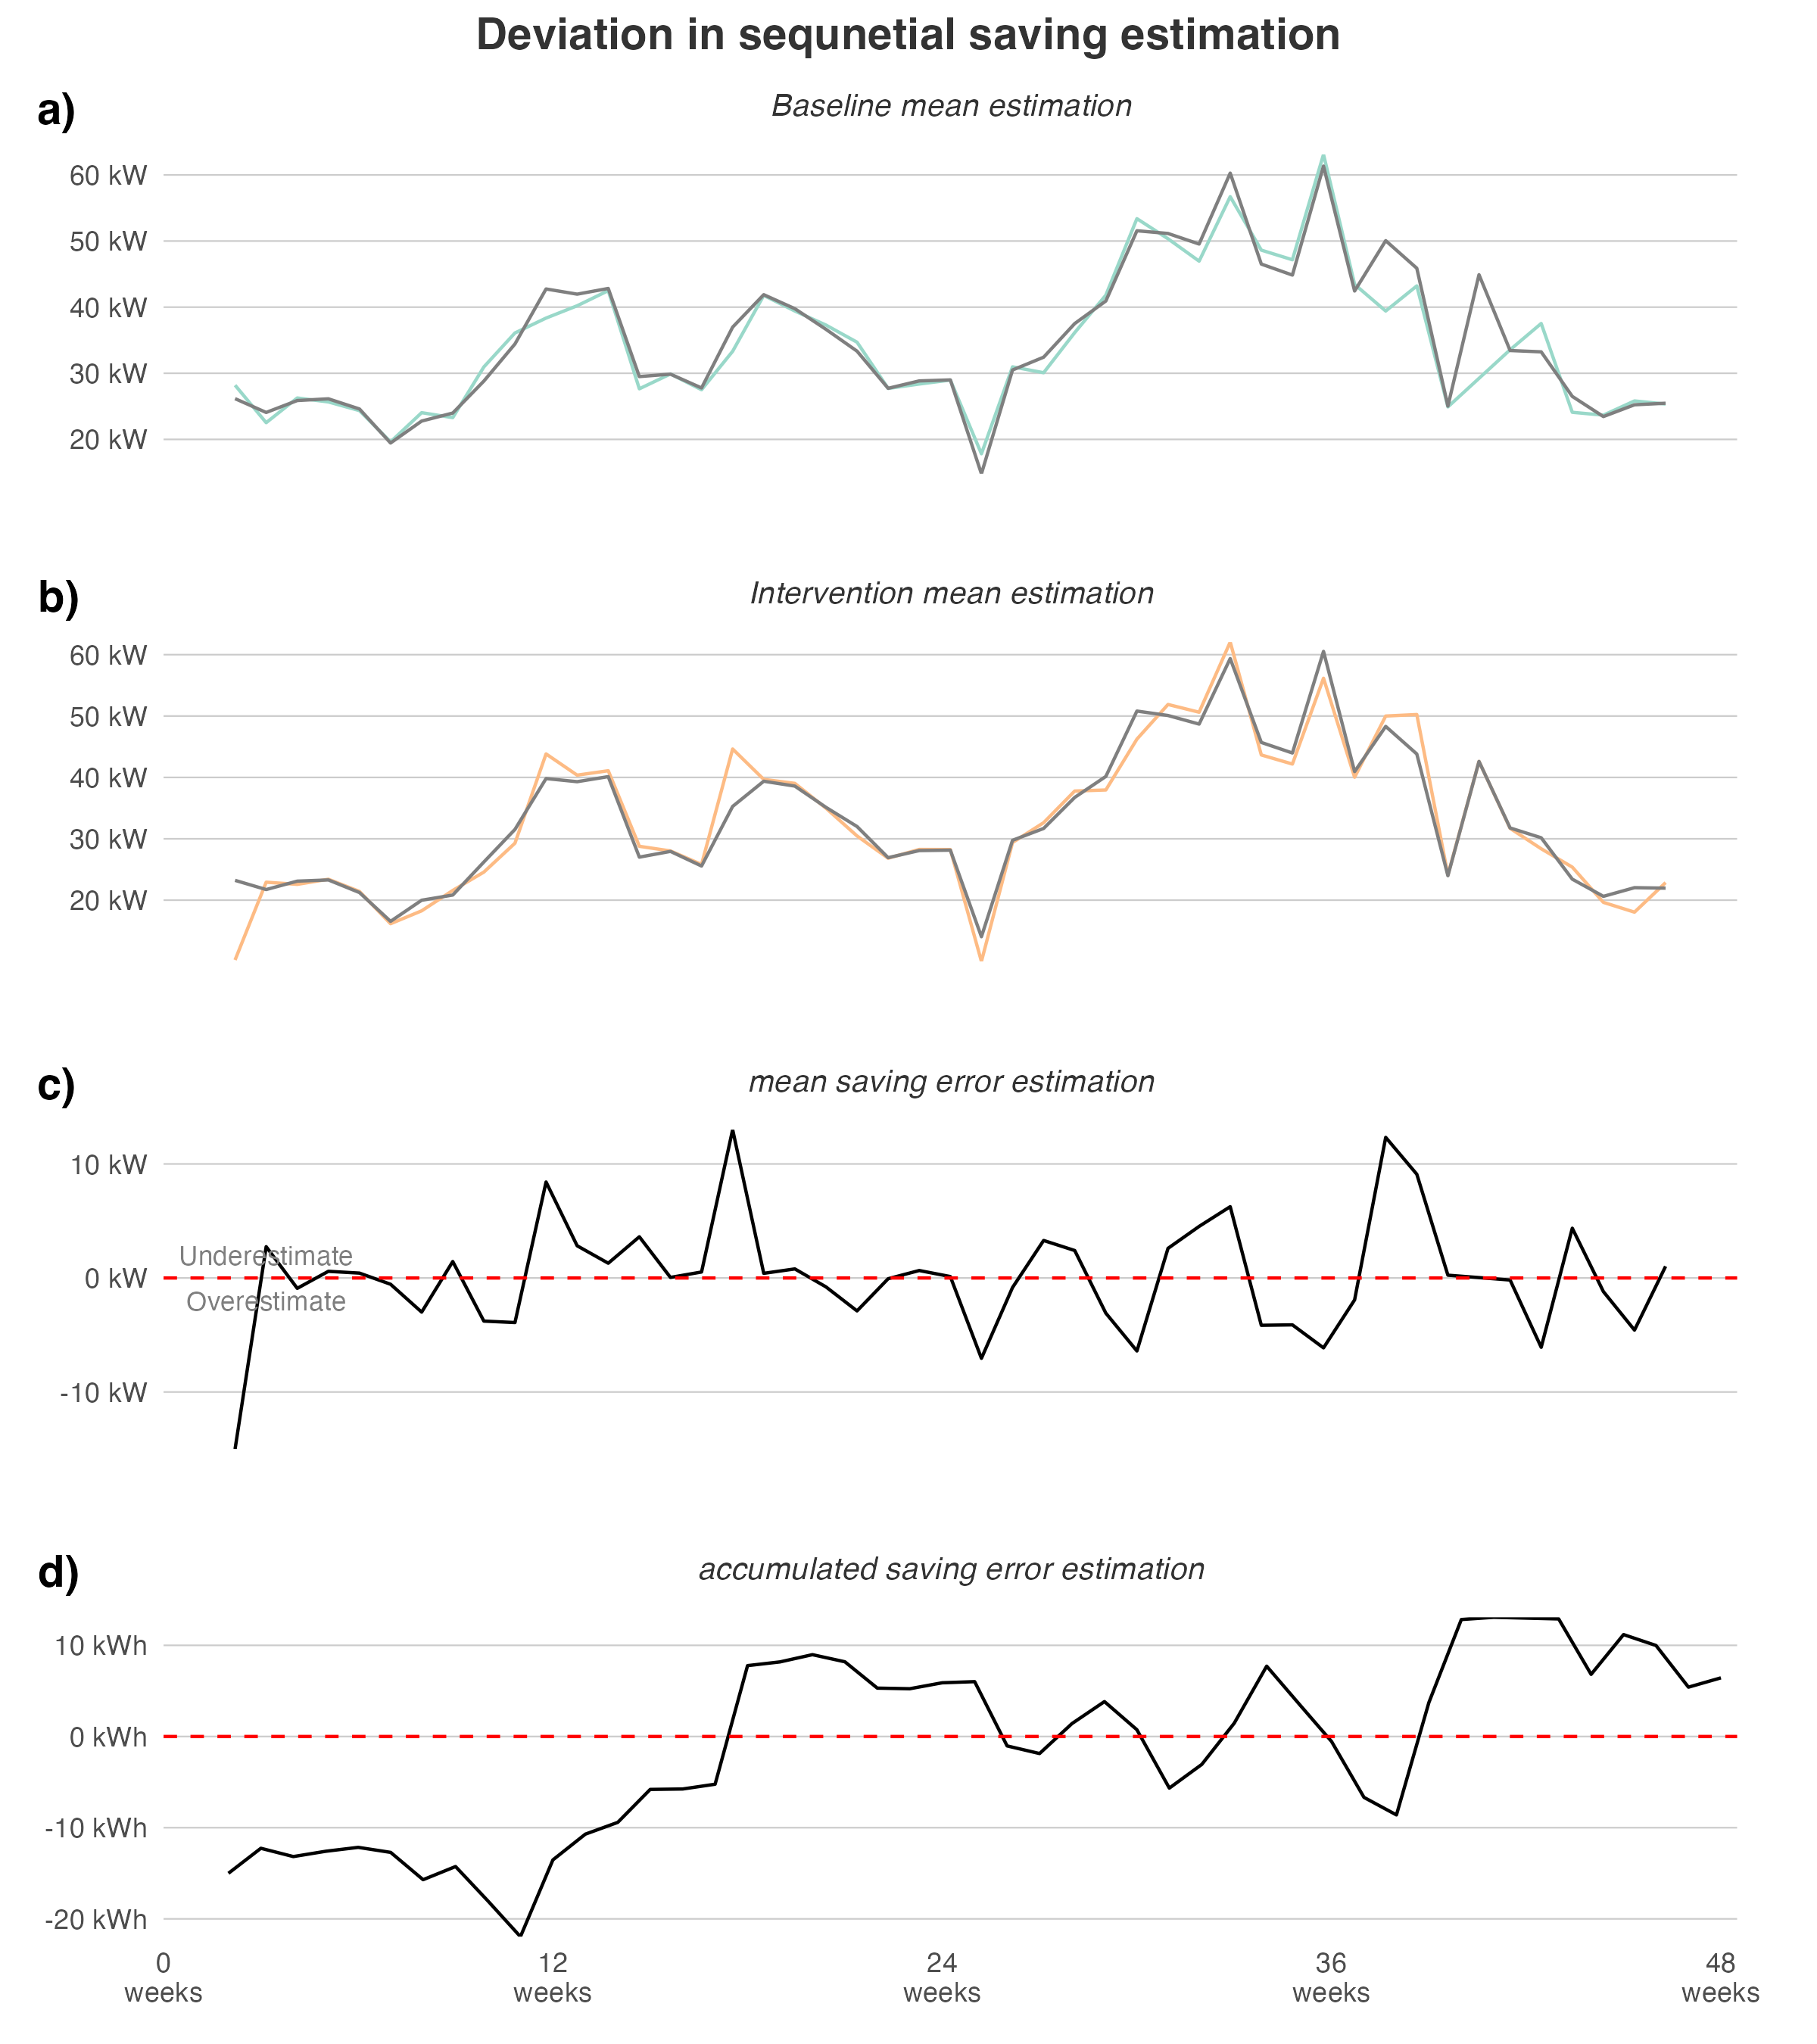 Deviation in sequnetial saving estimation
a)
Baseline mean estimation
60 kW
50 kW
40 kW
30 kW
20 kW
b)
Intervention mean estimation
60 kW
50 kW
40 kW
30 kW
20 kW
c)
mean saving error estimation
10 kW
Underestimate
0 kW
Overestimate
-10 kW
d)
accumulated saving error estimation
10 kWh
0 kWh
-10 kWh
-20 kWh
0 12 24 36 48
weeks weeks weeks weeks weeks